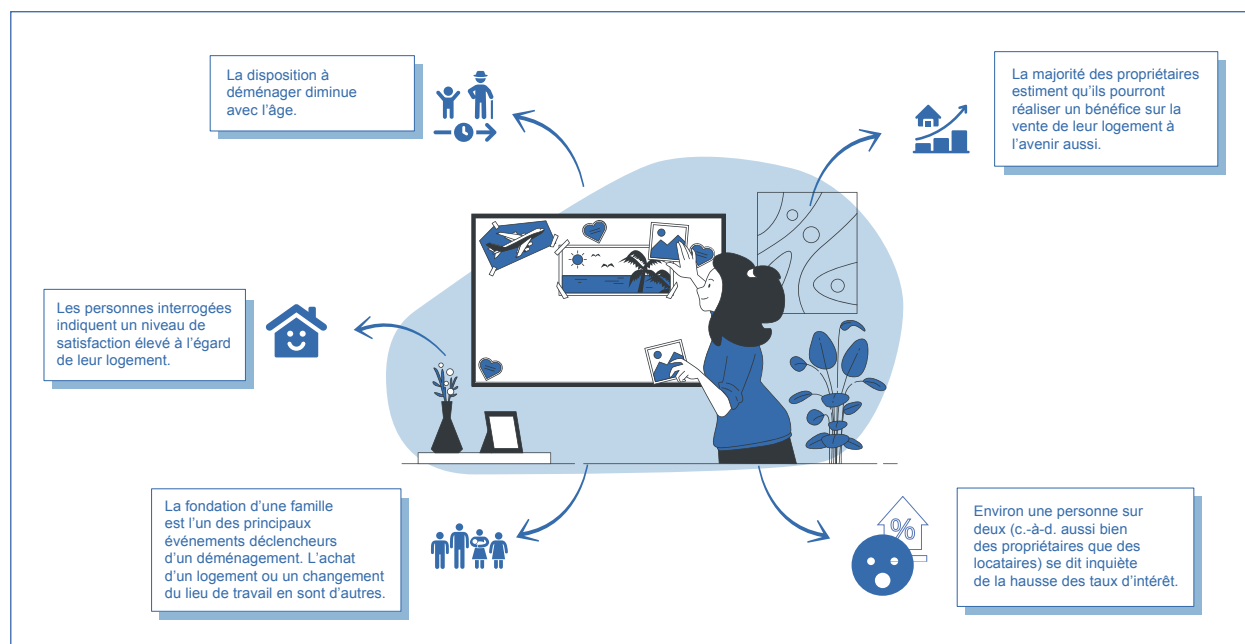 La disposition à
déménager diminue
avec l’âge.
La majorité des propriétaires
estiment qu’ils pourront
réaliser un bénéfice sur la
vente de leur logement à
l’avenir aussi.
Les personnes interrogées
indiquent un niveau de
satisfaction élevé à l’égard
de leur logement.
La fondation d’une famille
est l’un des principaux
événements déclencheurs
d’un déménagement. L’achat
d’un logement ou un changement
du lieu de travail en sont d’autres.
%
Environ une personne sur
deux (c.-à-d. aussi bien
des propriétaires que des
locataires) se dit inquiète
de la hausse des taux d’intérêt.